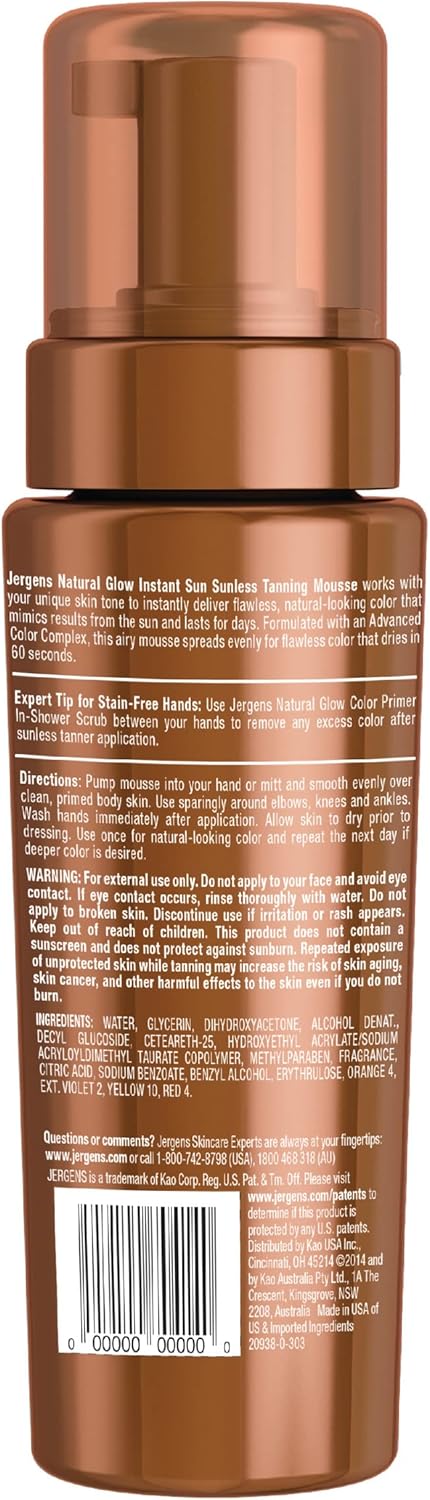 Jergens Natural Glow Instant Sun Sunless Tanning Mousse works with
your unique skin tone to instantly deliver flawless, natural-looking color that
mimics results from the sun and lasts for days. Formulated with an Advanced
Color Complex, this airy mousse spreads evenly for flawless color that dries in
60 seconds.
Expert Tip for Stain-Free Hands: Use Jergens Natural Glow Color Primer
In-Shower Scrub between your hands to remove any excess color after
sunless tanner application.
Directions: Pump mousse into your hand or mitt and smooth evenly over
clean, primed body skin. Use sparingly around elbows, knees and ankles.
Wash hands immediately after application. Allow skin to dry prior to
dressing. Use once for natural-looking color and repeat the next day if
deeper color is desired.
WARNING: For external use only. Do not apply to your face and avoid eye
contact. If eye contact occurs, rinse thoroughly with water. Do not
apply to broken skin. Discontinue use if irritation or rash appears.
Keep out of reach of children. This product does not contain a
sunscreen and does not protect against sunburn. Repeated exposure
of unprotected skin while tanning may increase the risk of skin aging,
skin cancer, and other harmful effects to the skin even if you do not
burn.
INGREDIENTS: WATER, GLYCERIN, DIHYDROXYACETONE, ALCOHOL DENAT.,
DECYL GLUCOSIDE, CETEARETH-25, HYDROXYETHYL ACRYLATE/SODIUM
ACRYLOYLDIMETHYL TAURATE COPOLYMER, METHYLPARABEN, FRAGRANCE,
CITRIC ACID, SODIUM BENZOATE, BENZYL ALCOHOL, ERYTHRULOSE, ORANGE 4,
EXT. VIOLET 2, YELLOW 10, RED 4.
Questions or comments? Jergens Skincare Experts are always at your fingertips:
www.jergens.com or call 1-800-742-8798 (USA), 1800 468 318 (AU)
JERGENS is a trademark of Kao Corp. Reg. U.S. Pat. & Tm. Off. Please visit
www.jergens.com/patents to
determine if this product is
protected by any U.S. patents.
Distributed by Kao USA Inc.,
Cincinnati, OH 45214 ©2014 and
by Kao Australia Pty Ltd., 1A The
Crescent, Kingsgrove, NSW
2208, Australia Made in USA of
US & Imported Ingredients
20938-0-303
0 00000 00000 0